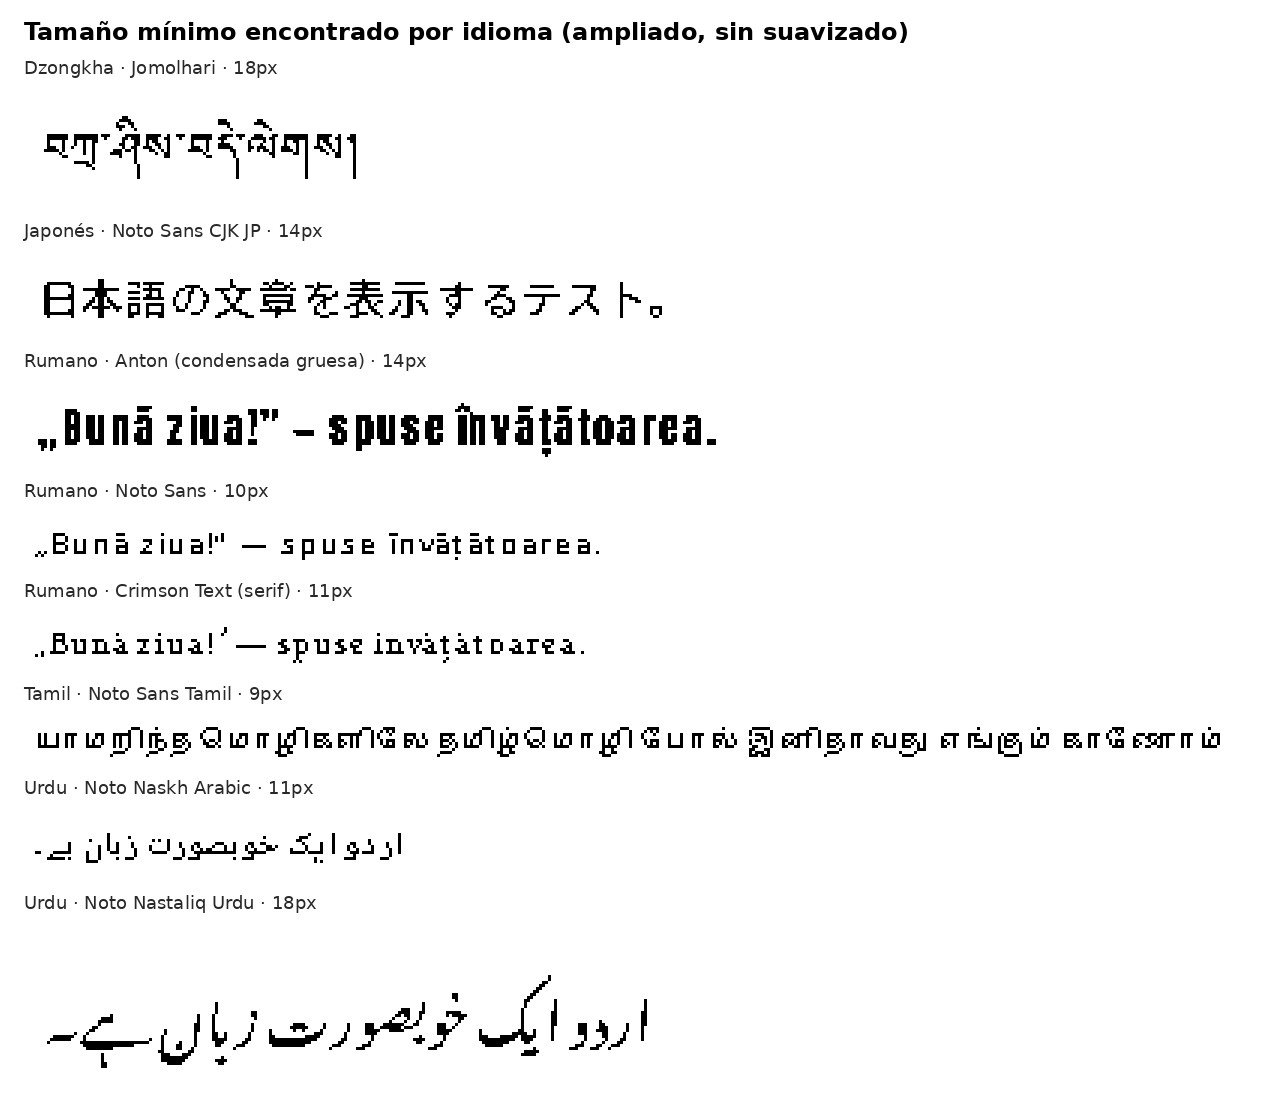 Tamaño mínimo encontrado por idioma (ampliado, sin suavizado)
Dzongkha · Jomolhari · 18px
བཀྲ་ཤིས་བདེ་ལེགས།
Japonés · Noto Sans CJK JP · 14px
日本語の文章を表示するテスト。
Rumano · Anton (condensada gruesa) · 14px
„Bună ziua!” — spuse învățătoarea.
Rumano · Noto Sans · 10px
„Bună ziua!” — spuse învățătoarea.
Rumano · Crimson Text (serif) · 11px
„Bună ziua!” — spuse învățătoarea.
Tamil · Noto Sans Tamil · 9px
யாமறிந்த மொழிகளிலே தமிழ்மொழி போல் இனிதாவது எங்கும் காணோம்
Urdu · Noto Naskh Arabic · 11px
اردو ایک خوبصورت زبان ہے۔
Urdu · Noto Nastaliq Urdu · 18px
اردو ایک خوبصورت زبان ہے۔